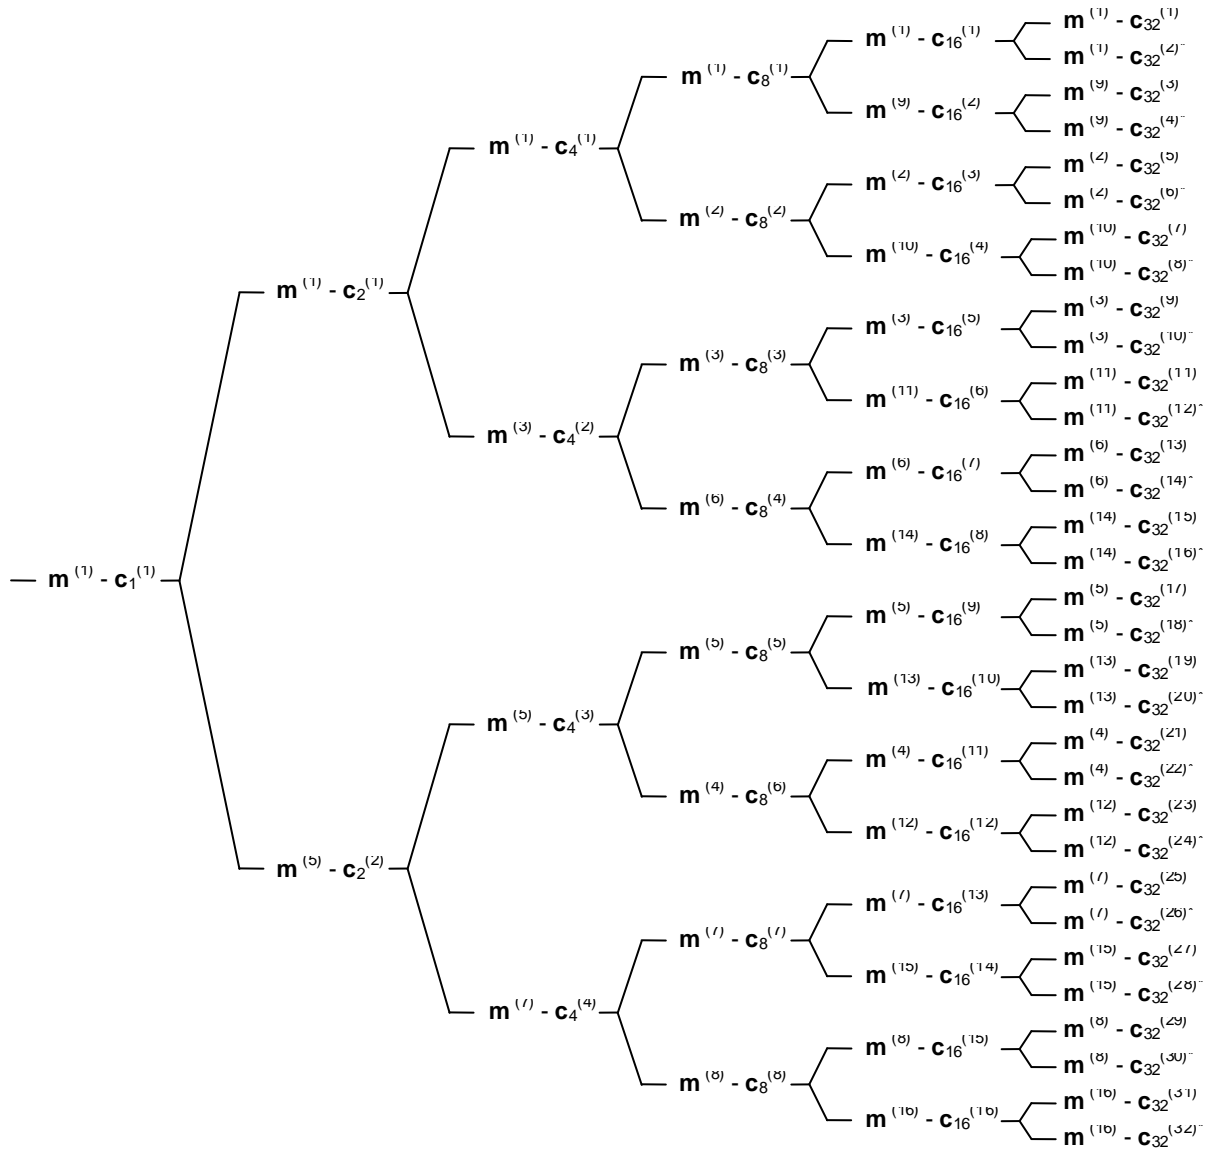 m(1) - c32(1)
m(1) - c16(1)
m(1) - c32(2)*
m(1) - c8(1)
m(9) - c32(3)
m(9) - c16(2)
m(9) - c32(4)*
m(1) - c4(1)
m(2) - c32(5)
m(2) - c16(3)
m(2) - c32(6)*
m(2) - c8(2)
m(10) - c32(7)
m(10) - c16(4)
m(10) - c32(8)*
m(1) - c2(1)
m(3) - c32(9)
m(3) - c16(5)
m(3) - c32(10)*
m(3) - c8(3)
m(11) - c32(11)
m(11) - c16(6)
m(11) - c32(12)*
m(3) - c4(2)
m(6) - c32(13)
m(6) - c16(7)
m(6) - c32(14)*
m(6) - c8(4)
m(14) - c32(15)
m(14) - c16(8)
m(14) - c32(16)*
m(1) - c1(1)
m(5) - c32(17)
m(5) - c16(9)
m(5) - c32(18)*
m(5) - c8(5)
m(13) - c32(19)
m(13) - c16(10)
m(13) - c32(20)*
m(5) - c4(3)
m(4) - c32(21)
m(4) - c16(11)
m(4) - c32(22)*
m(4) - c8(6)
m(12) - c32(23)
m(12) - c16(12)
m(12) - c32(24)*
m(5) - c2(2)
m(7) - c32(25)
m(7) - c16(13)
m(7) - c32(26)*
m(7) - c8(7)
m(15) - c32(27)
m(15) - c16(14)
m(15) - c32(28)*
m(7) - c4(4)
m(8) - c32(29)
m(8) - c16(15)
m(8) - c32(30)*
m(8) - c8(8)
m(16) - c32(31)
m(16) - c16(16)
m(16) - c32(32)*